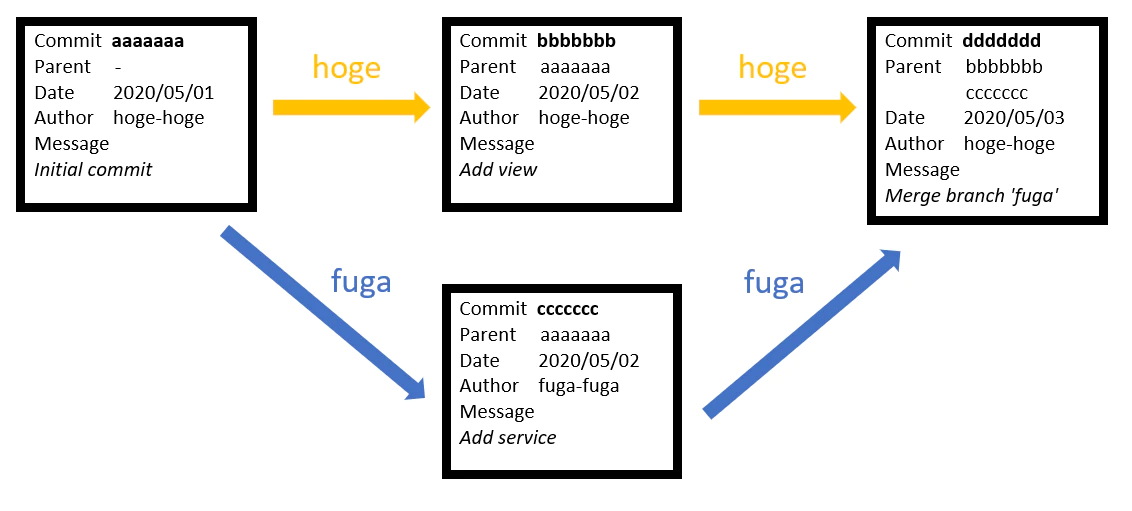 Commit aaaaaaa
Parent -
Date 2020/05/01
Author hoge-hoge
Message
Initial commit
hoge
Commit bbbbbbb
Parent aaaaaaa
Date 2020/05/02
Author hoge-hoge
Message
Add view
hoge
Commit ddddddd
Parent bbbbbbb
ccccccc
Date 2020/05/03
Author hoge-hoge
Message
Merge branch 'fuga'
fuga
Commit ccccccc
Parent aaaaaaa
Date 2020/05/02
Author fuga-fuga
Message
Add service
fuga